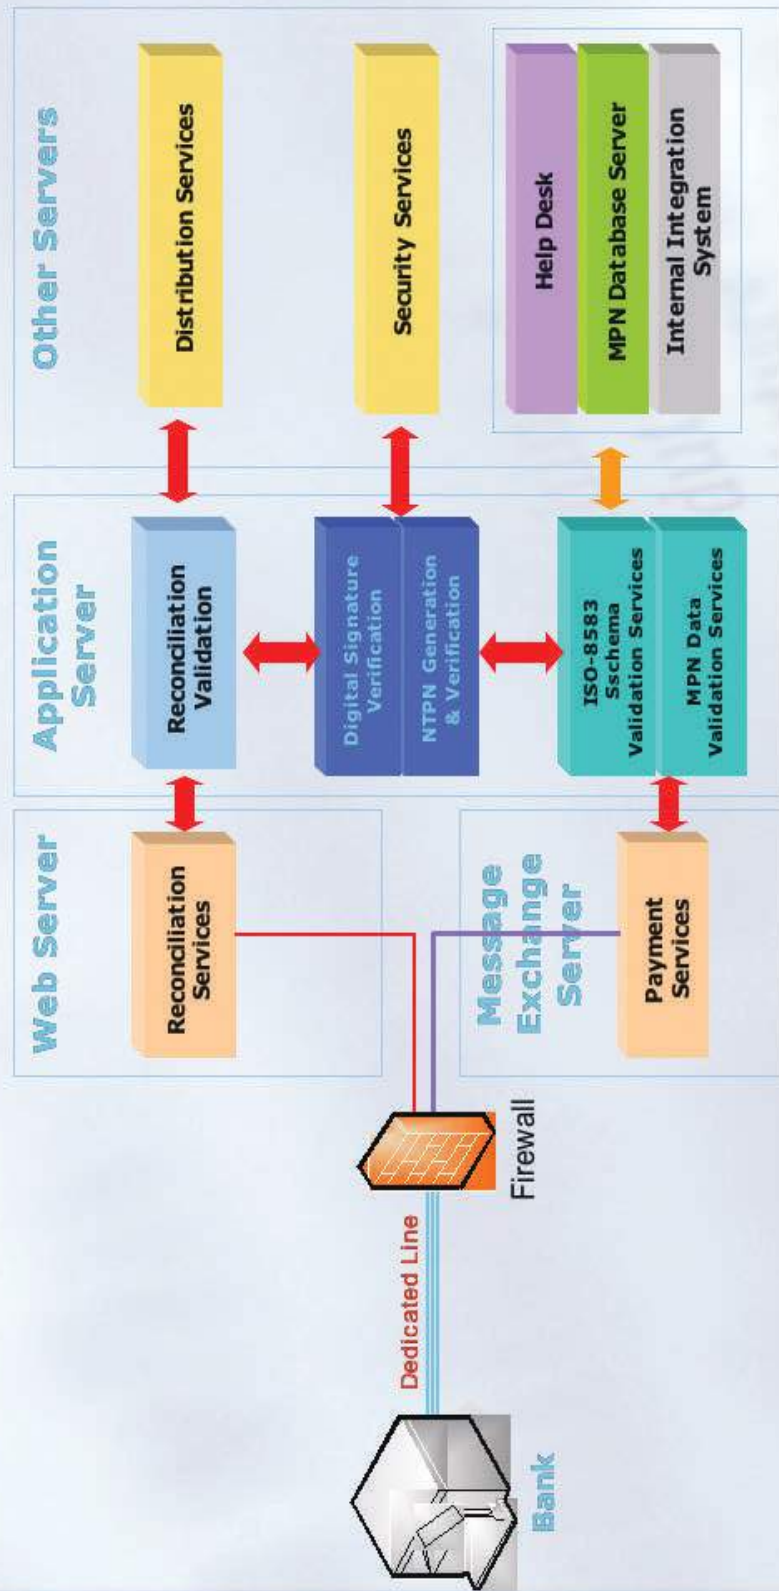 Web Server
Application
Server
Other Servers
Reconciliation
Services
Reconciliation
Validation
Distribution Services
Digital Signature
Verification
NTPN Generation
& Verification
Security Services
Dedicated Line
Bank
Firewall
Message
Exchange
Server
Payment
Services
ISO-8583
Sschema
Validation Services
MPN Data
Validation Services
Help Desk
MPN Database Server
Internal Integration
System